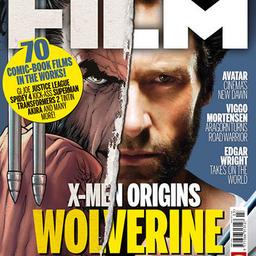 FILM
70
COMIC-BOOK FILMS
IN THE WORKS!
GI JOE JUSTICE LEAGUE
SPIDEY 4 KICK-ASS SUPERMAN
TRANSFORMERS 2 TINTIN
AKIRA AND MANY
MORE!
AVATAR
CINEMA'S
NEW DAWN
VIGGO
MORTENSEN
ARAGORN TURNS
ROAD WARRIOR
EDGAR
WRIGHT
TAKES ON THE
WORLD
X-MEN ORIGINS
WOLVERINE